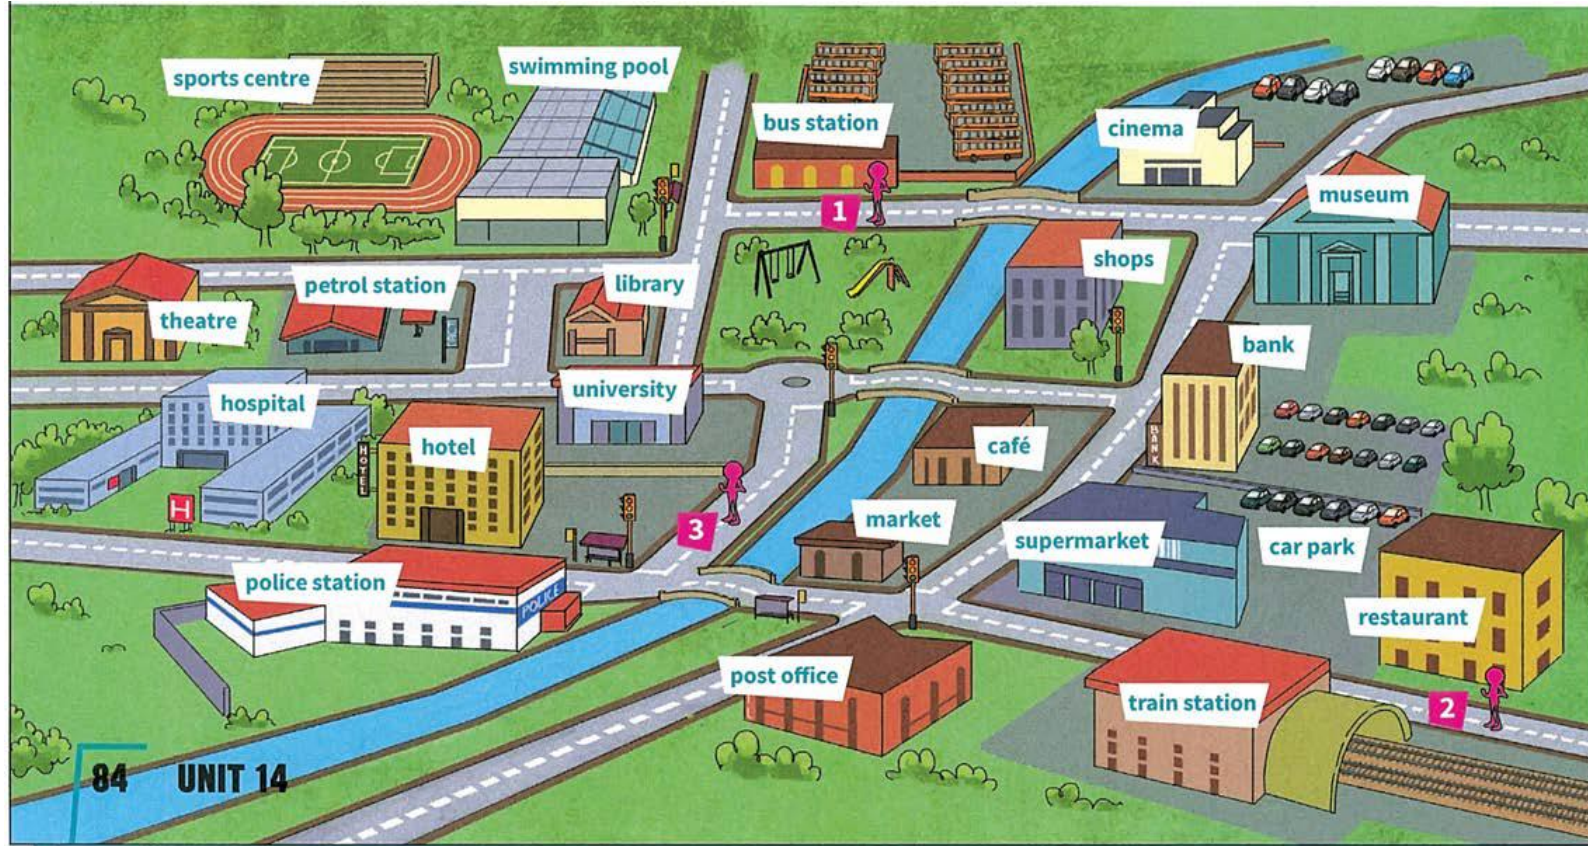 sports centre
swimming pool
bus station
cinema
museum
1
shops
petrol station
library
theatre
bank
university
hospital
hotel
HOTEL
café
BANK
H
3
market
supermarket
car park
police station
POLICE
restaurant
post office
train station
2
84 UNIT 14